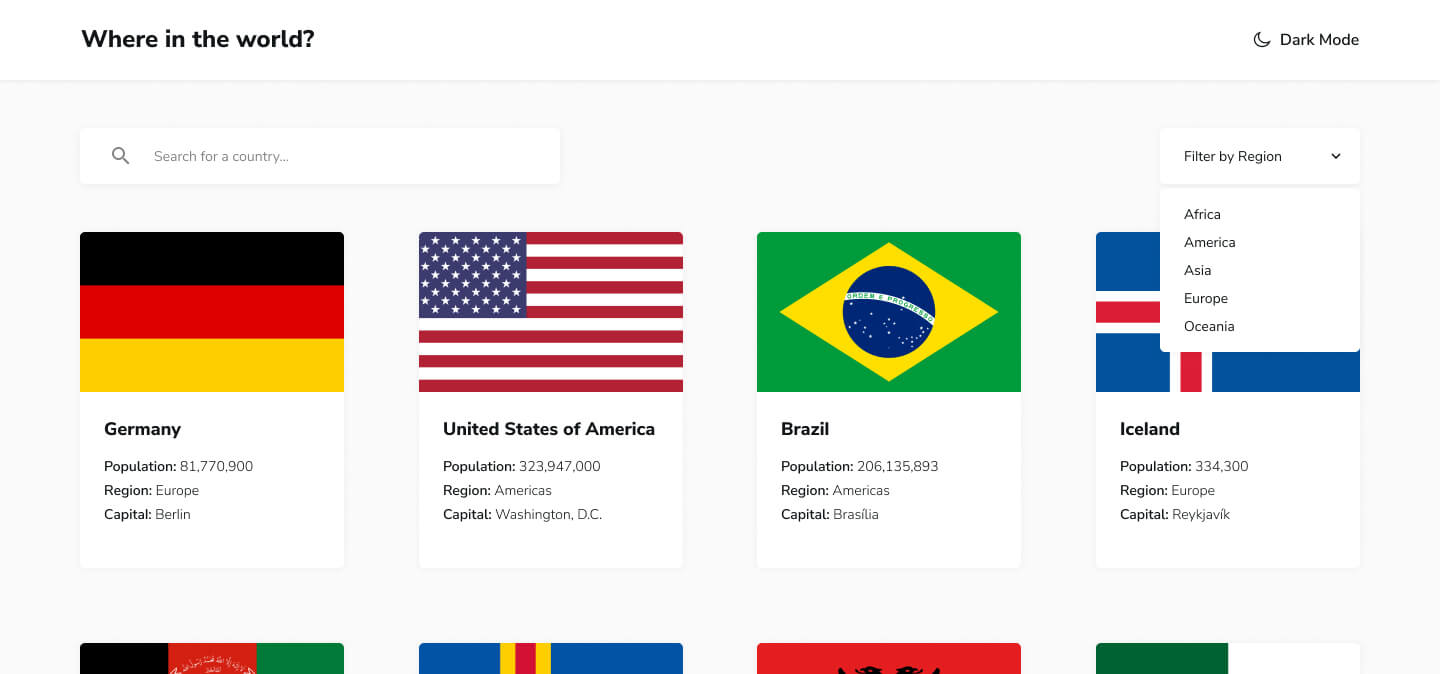 Where in the world?
Dark Mode
Search for a country…
Filter by Region
Africa
America
Asia
Europe
Oceania
ORDEM E PROGRESSO
Germany
Population: 81,770,900
Region: Europe
Capital: Berlin
United States of America
Population: 323,947,000
Region: Americas
Capital: Washington, D.C.
Brazil
Population: 206,135,893
Region: Americas
Capital: Brasília
Iceland
Population: 334,300
Region: Europe
Capital: Reykjavík